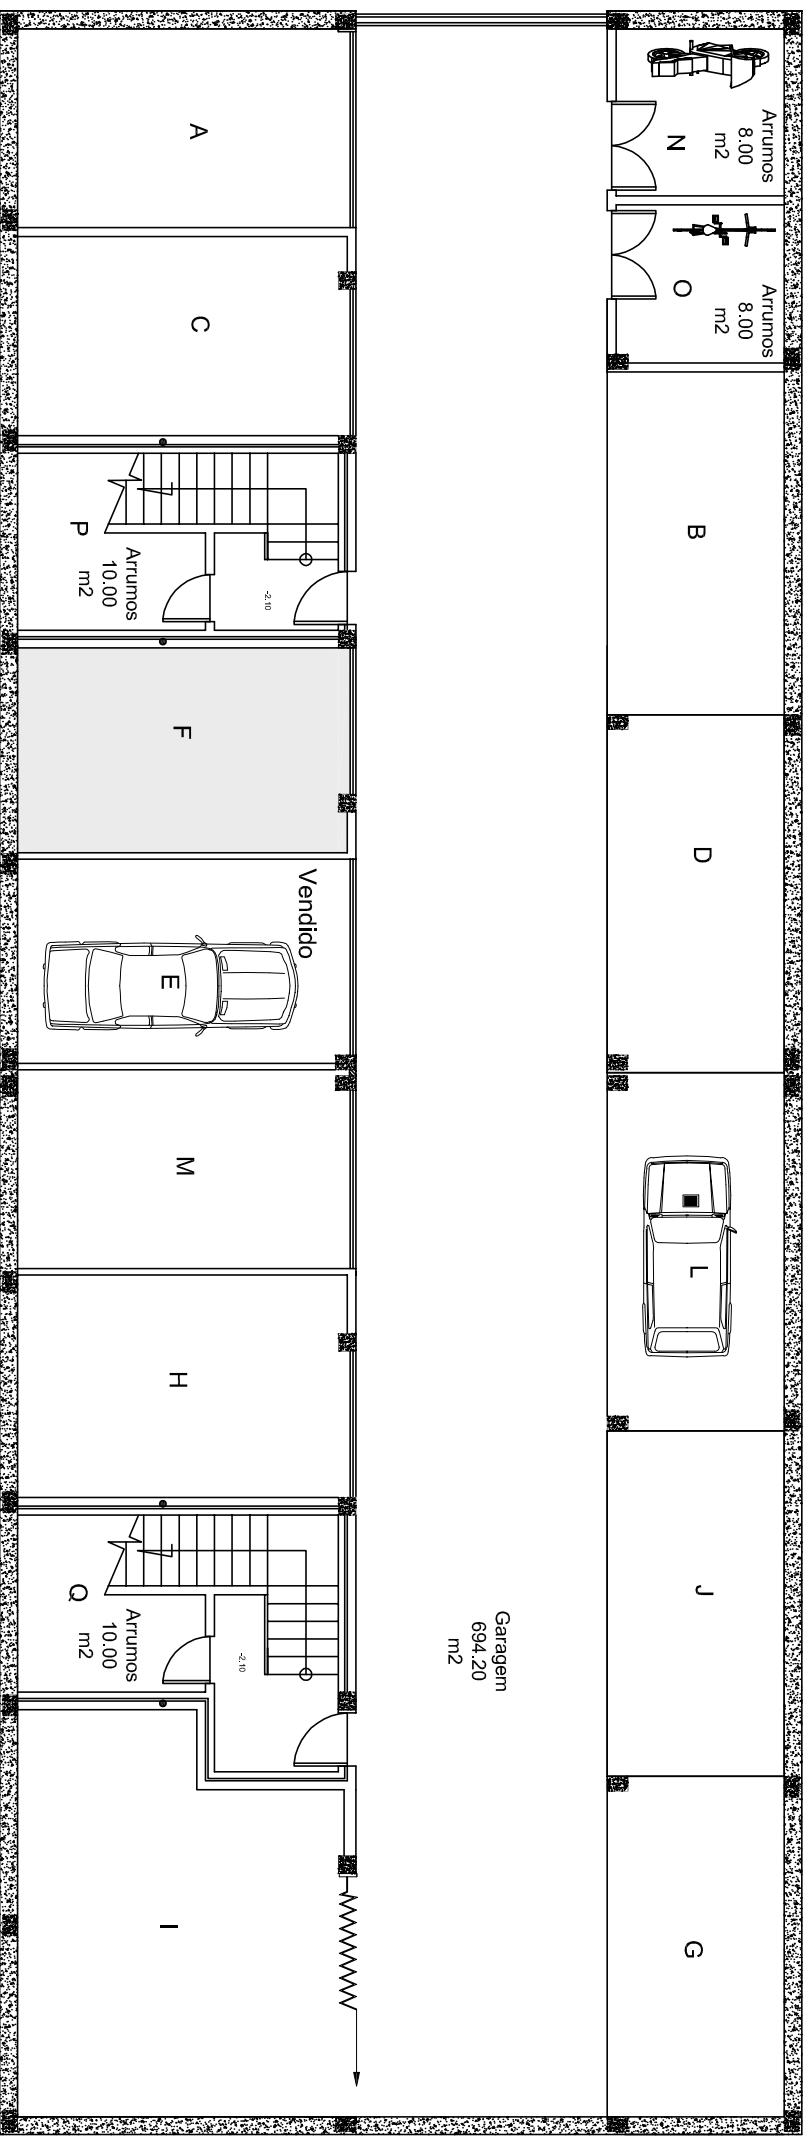 Arrumos
8.00
m2
N
Arrumos
8.00
m2
O
B
D
L
J
G
Garagem
694.20
m2
A
C
P
Arrumos
10.00
m2
-2.10
F
Vendido
E
M
H
Q
Arrumos
10.00
m2
-2.10
I